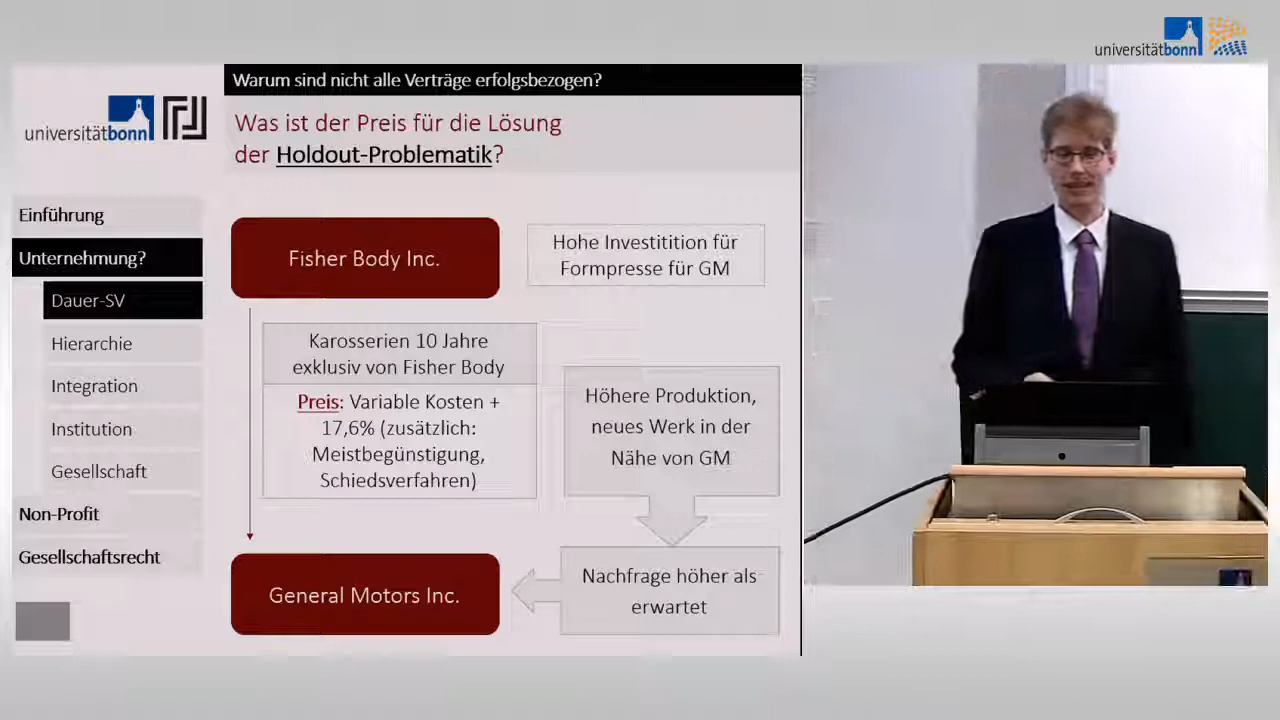 universitätbonn
Warum sind nicht alle Verträge erfolgsbezogen?
universitätbonn
Was ist der Preis für die Lösung
der Holdout-Problematik?
Einführung
Unternehmung?
Dauer-SV
Hierarchie
Integration
Institution
Gesellschaft
Non-Profit
Gesellschaftsrecht
Fisher Body Inc.
Hohe Investitition für
Formpresse für GM
Karosserien 10 Jahre
exklusiv von Fisher Body
Preis: Variable Kosten +
17,6% (zusätzlich:
Meistbegünstigung,
Schiedsverfahren)
Höhere Produktion,
neues Werk in der
Nähe von GM
General Motors Inc.
Nachfrage höher als
erwartet